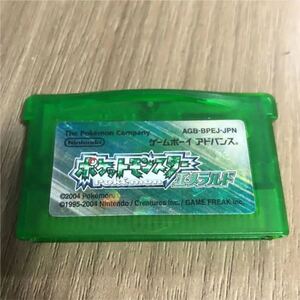 The Pokémon Company
AGB-BPEJ-JPN
Nintendo
ゲームボーイ アドバンス®
ポケットモンスター
POKÉMON
エメラルド
©2004 Pokémon.
©1995-2004 Nintendo / Creatures inc. / GAME FREAK inc.